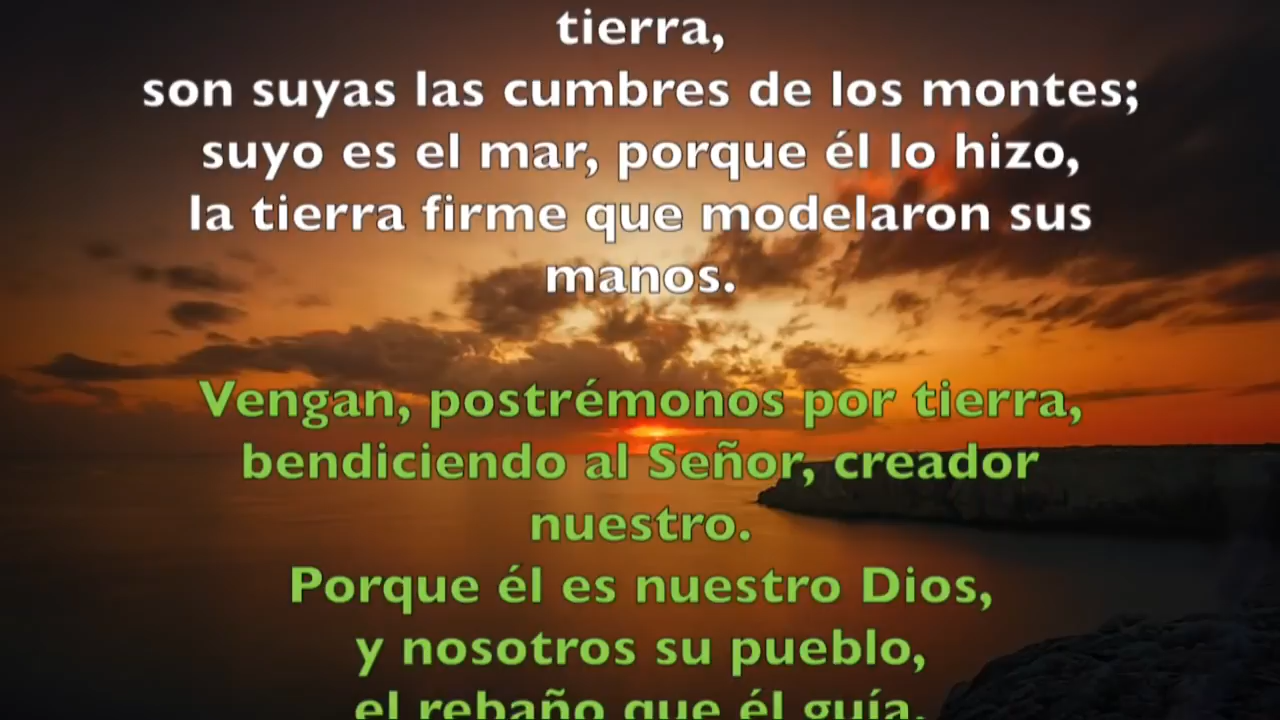 tierra,
son suyas las cumbres de los montes;
suyo es el mar, porque él lo hizo,
la tierra firme que modelaron sus
manos.
Vengan, postrémonos por tierra,
bendiciendo al Señor, creador
nuestro.
Porque él es nuestro Dios,
y nosotros su pueblo,
el rebaño que él guía.